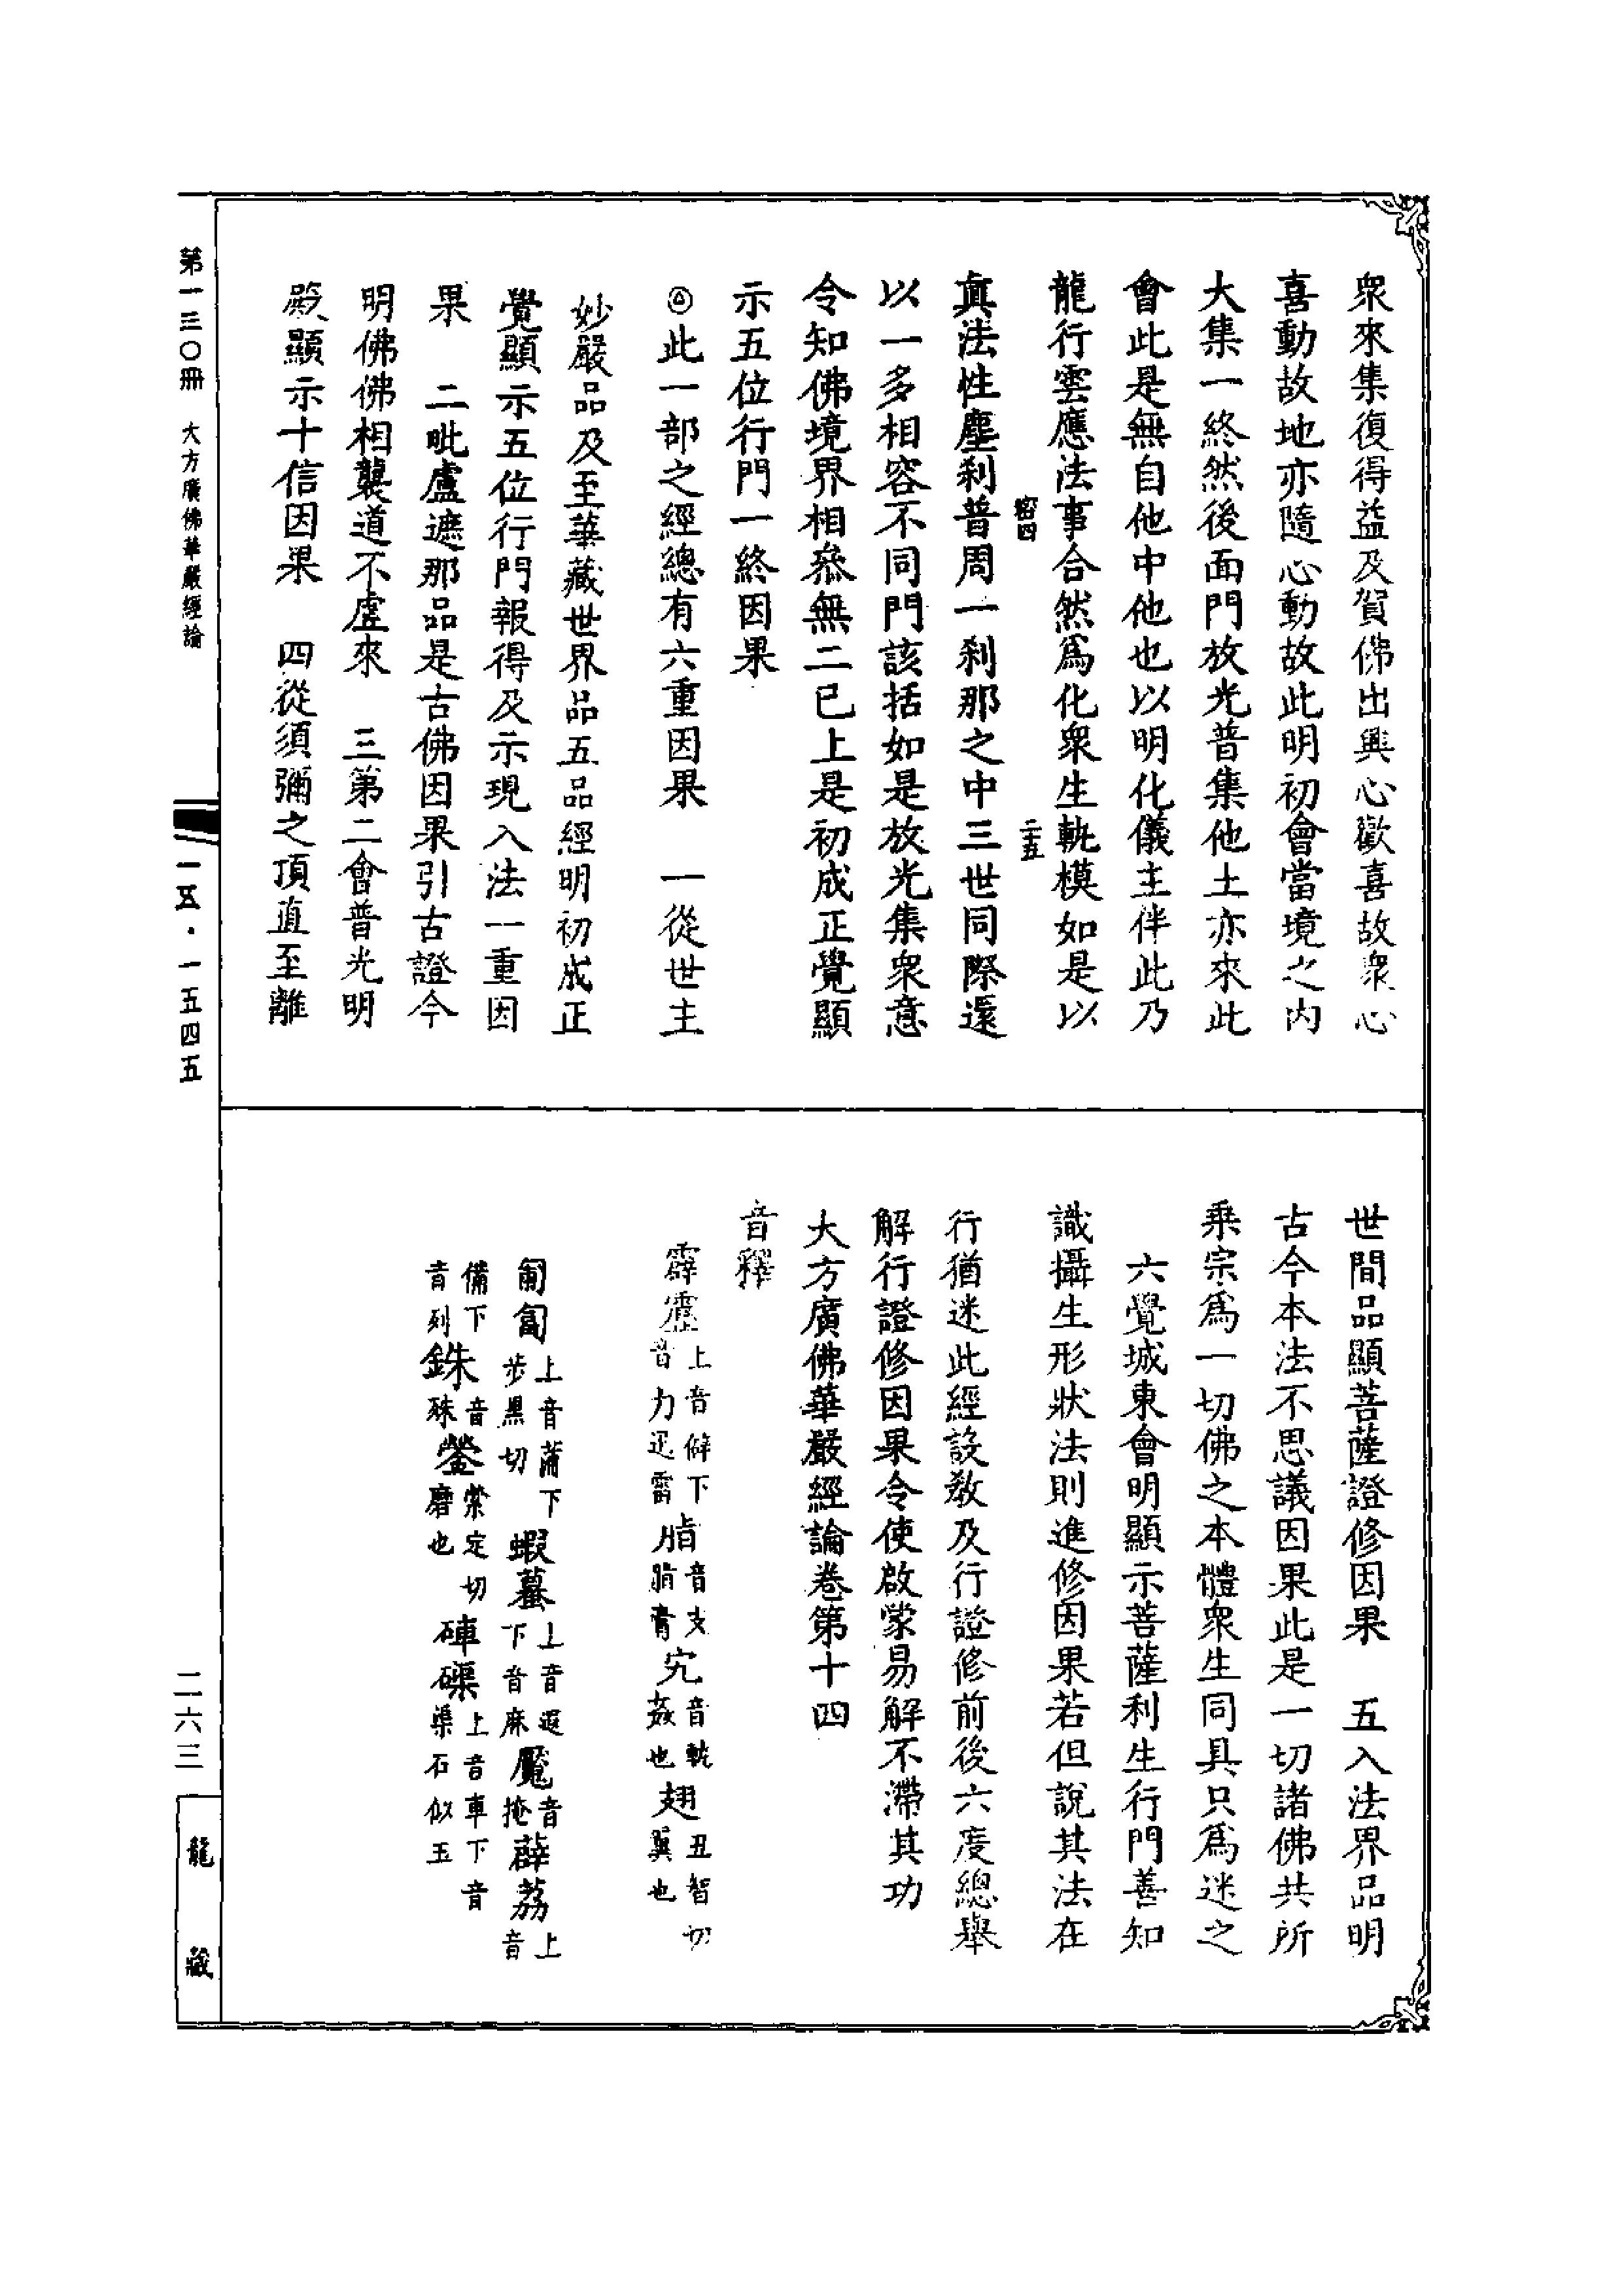 衆來集復得益及賀佛出興心歡喜故衆心
喜動故地亦隨心動故此明初會當境之内
大集一終然後面門放光普集他土亦來此
會此是無自他中他也以明化儀主伴此乃
龍行雲應法事合然爲化衆生軌模如是以
密四
二十五
眞法性塵刹普周一刹那之中三世同際還
以一多相容不同門該括如是放光集衆意
令知佛境界相叅無二已上是初成正覺顯
示五位行門一終因果
◎此一部之經總有六重因果　一從世主
妙嚴品及至華藏世界品五品經明初成正
覺顯示五位行門報得及示現入法一重因
果　二毗盧遮那品是古佛因果引古證今
明佛佛相襲道不虛來　三第二會普光明
殿顯示十信因果　四從須彌之頂直至離
世間品顯菩薩證修因果　五入法界品明
古今本法不思議因果此是一切諸佛共所
乗宗爲一切佛之本體衆生同具只爲迷之
六覺城東會明顯示菩薩利生行門善知
識攝生形狀法則進修因果若但說其法在
行猶迷此經設敎及行證修前後六度總舉
解行證修因果令使啟蒙易解不滯其功
大方廣佛華嚴經論卷第十四
音釋
霹靂上音僻下音力迅雷脂音支脂膏宄音軌姦也翅丑智切翼也
匍匐上音蒲下步黑切蝦蟇上音遐下音麻魘音掩薜荔上音
備下音列銖音殊鎣縈定切磨也硨磲上音車下音渠石似玉
第一三〇冊　大方廣佛華嚴經論
一五·一五四五
二六三
龍藏